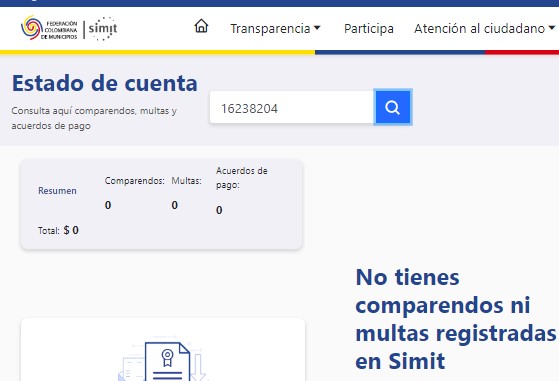 FEDERACIÓN
COLOMBIANA
DE MUNICIPIOS
simit
Transparencia
Participa
Atención al ciudadano
Estado de cuenta
Consulta aquí comparendos, multas y
acuerdos de pago
16238204
Resumen
Comparendos:
0
Multas:
0
Acuerdos de
pago:
0
Total: $ 0
No tienes
comparendos ni
multas registradas
en Simit